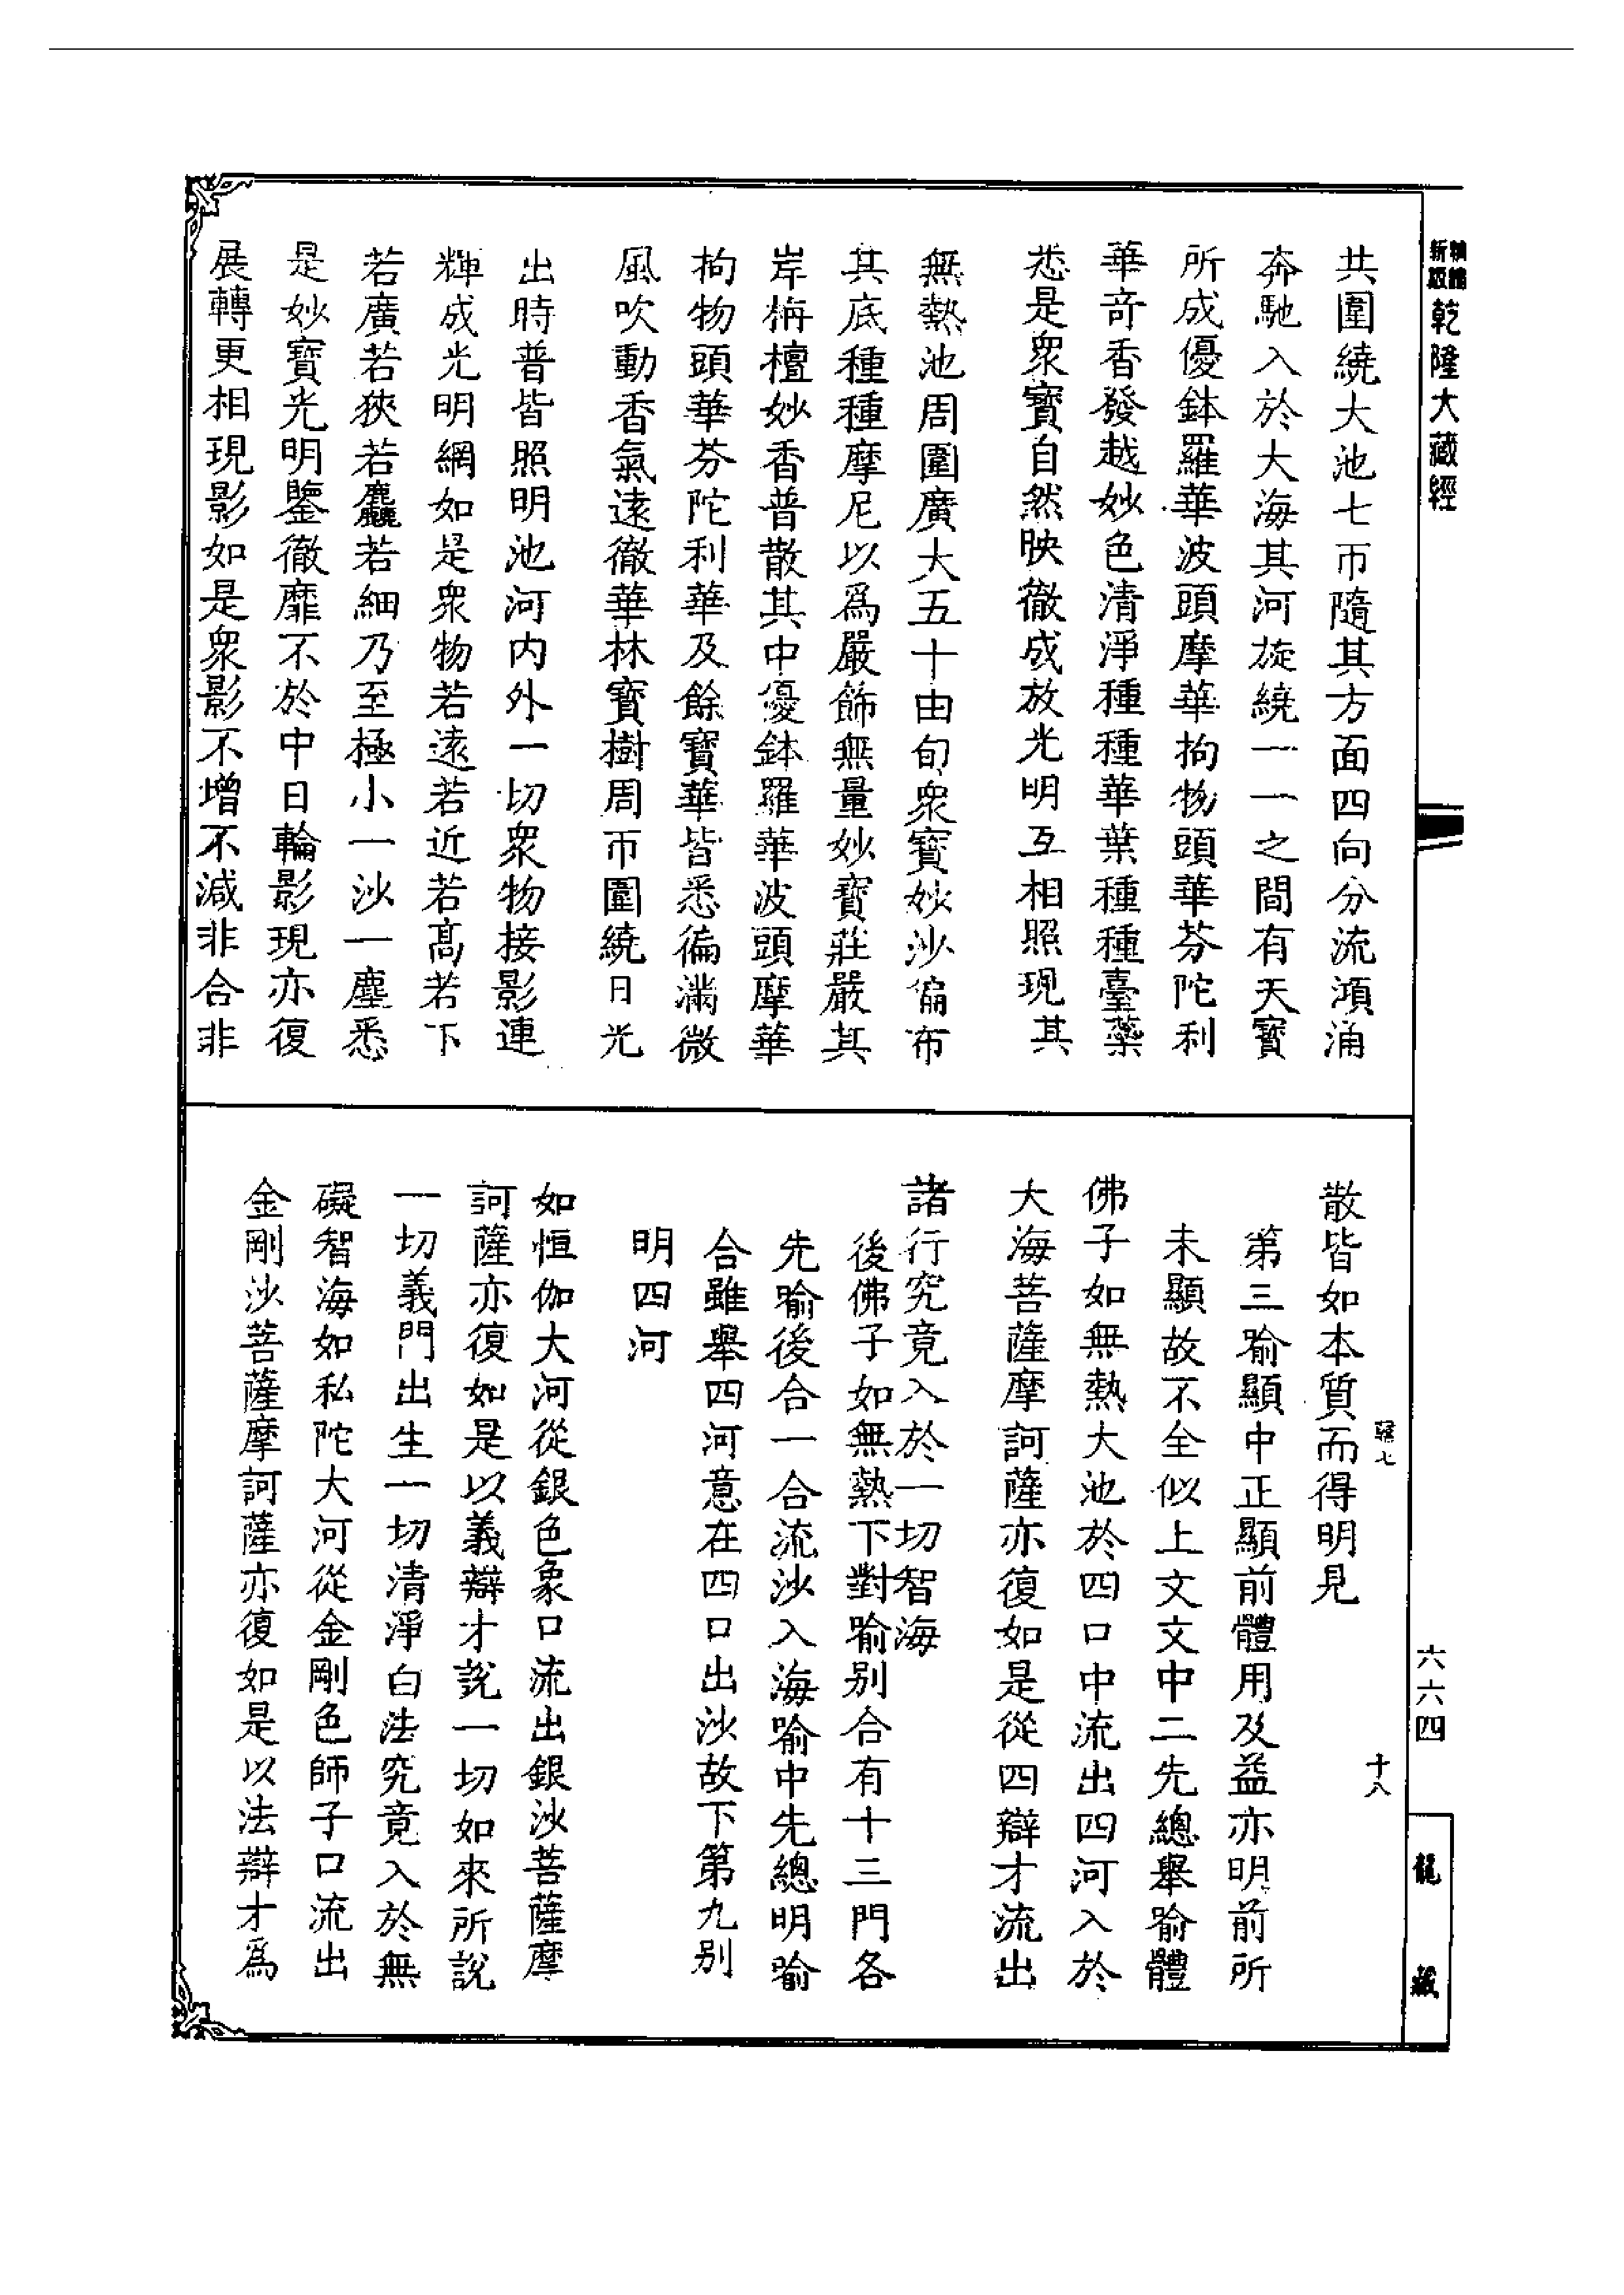 新版 乾隆大藏經
共圍繞大池七帀隨其方面四向分流澒涌
奔馳入於大海其河旋繞一一之間有天寶
所成優鉢羅華波頭摩華拘物頭華芬陀利
華竒香發越妙色清淨種種華葉種種臺蘂
悉是衆寶自然映徹咸放光明互相照現其
無熱池周圍廣大五十由旬衆寶妙沙徧布
其底種種摩尼以爲嚴飾無量妙寶莊嚴其
岸栴檀妙香普散其中優鉢羅華波頭摩華
拘物頭華芬陀利華及餘寶華皆悉徧滿微
風吹動香氣遠徹華林寶樹周帀圍繞日光
出時普皆照明池河内外一切衆物接影連
輝成光明網如是衆物若遠若近若高若下
若廣若狹若麤若細乃至極小一沙一塵悉
是妙寶光明鑒徹靡不於中日輪影現亦復
展轉更相現影如是衆影不增不減非合非
散皆如本質而得明見
第三喻顯中正顯前體用及益亦明前所
未顯故不全似上文文中二先總舉喻體
佛子如無熱大池於四口中流出四河入於
大海菩薩摩訶薩亦復如是從四辯才流出
諸行究竟入於一切智海
後佛子如無熱下對喻别合有十三門各
先喻後合一合流沙入海喻中先總明喻
合雖舉四河意在四口出沙故下第九别
明四河
如恒伽大河從銀色象口流出銀沙菩薩摩
訶薩亦復如是以義辯才説一切如來所説
一切義門出生一切清淨白法究竟入於無
礙智海如私陀大河從金剛色師子口流出
金剛沙菩薩摩訶薩亦復如是以法辯才爲
六六四
十八
龍藏